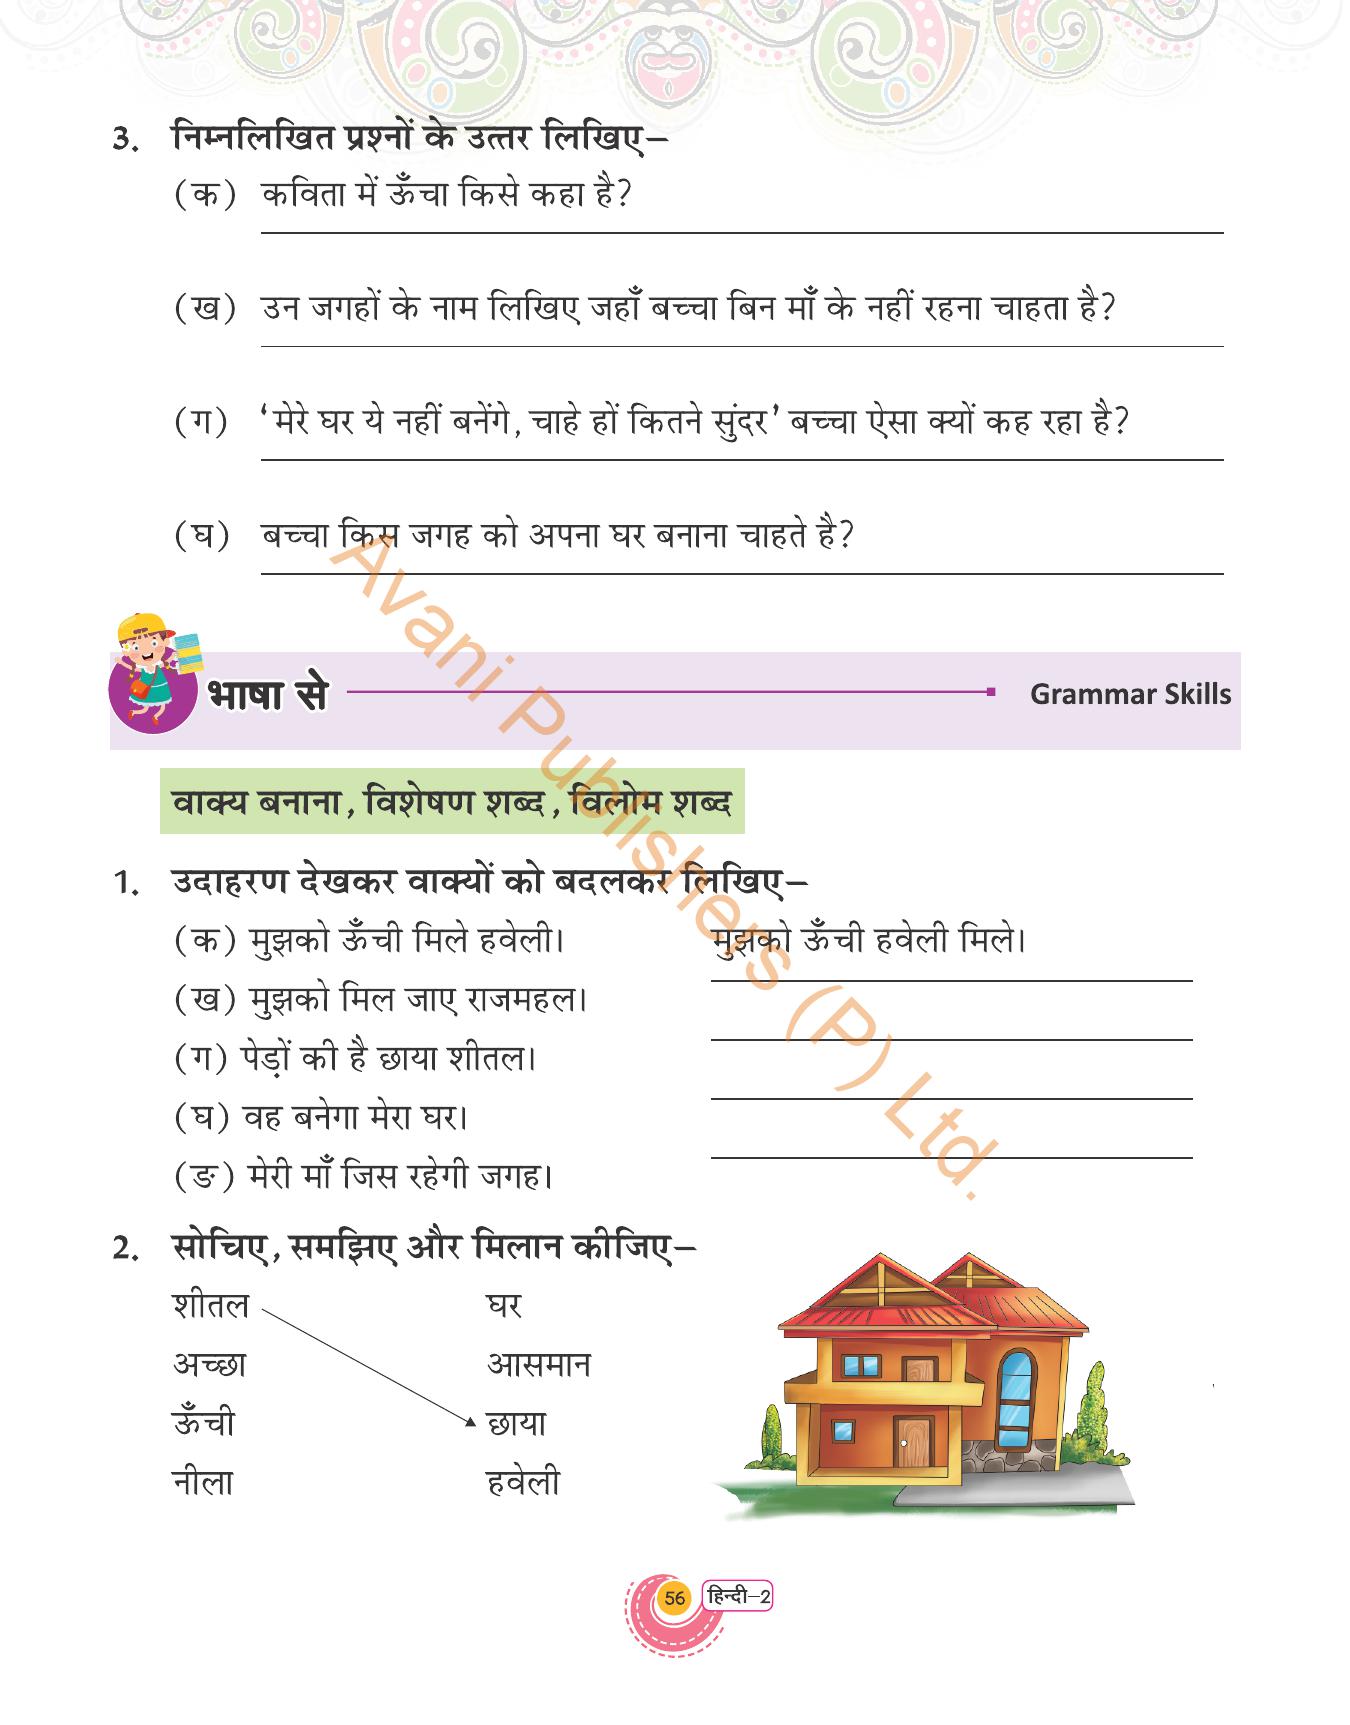 3. निम्नलिखित प्रश्नों के उत्तर लिखिए–
(क) कविता में ऊँचा किसे कहा है?
(ख) उन जगहों के नाम लिखिए जहाँ बच्चा बिन माँ के नहीं रहना चाहता है?
(ग) ‘मेरे घर ये नहीं बनेंगे, चाहे हों कितने सुंदर’ बच्चा ऐसा क्यों कह रहा है?
(घ) बच्चा किस जगह को अपना घर बनाना चाहते है?
भाषा से Grammar Skills
वाक्य बनाना, विशेषण शब्द, विलोम शब्द
1. उदाहरण देखकर वाक्यों को बदलकर लिखिए–
(क) मुझको ऊँची मिले हवेली। मुझको ऊँची हवेली मिले।
(ख) मुझको मिल जाए राजमहल।
(ग) पेड़ों की है छाया शीतल।
(घ) वह बनेगा मेरा घर।
(ङ) मेरी माँ जिस रहेगी जगह।
2. सोचिए, समझिए और मिलान कीजिए–
शीतल घर
अच्छा आसमान
ऊँची छाया
नीला हवेली
56 हिन्दी–2
Avani Publishers (P) Ltd.